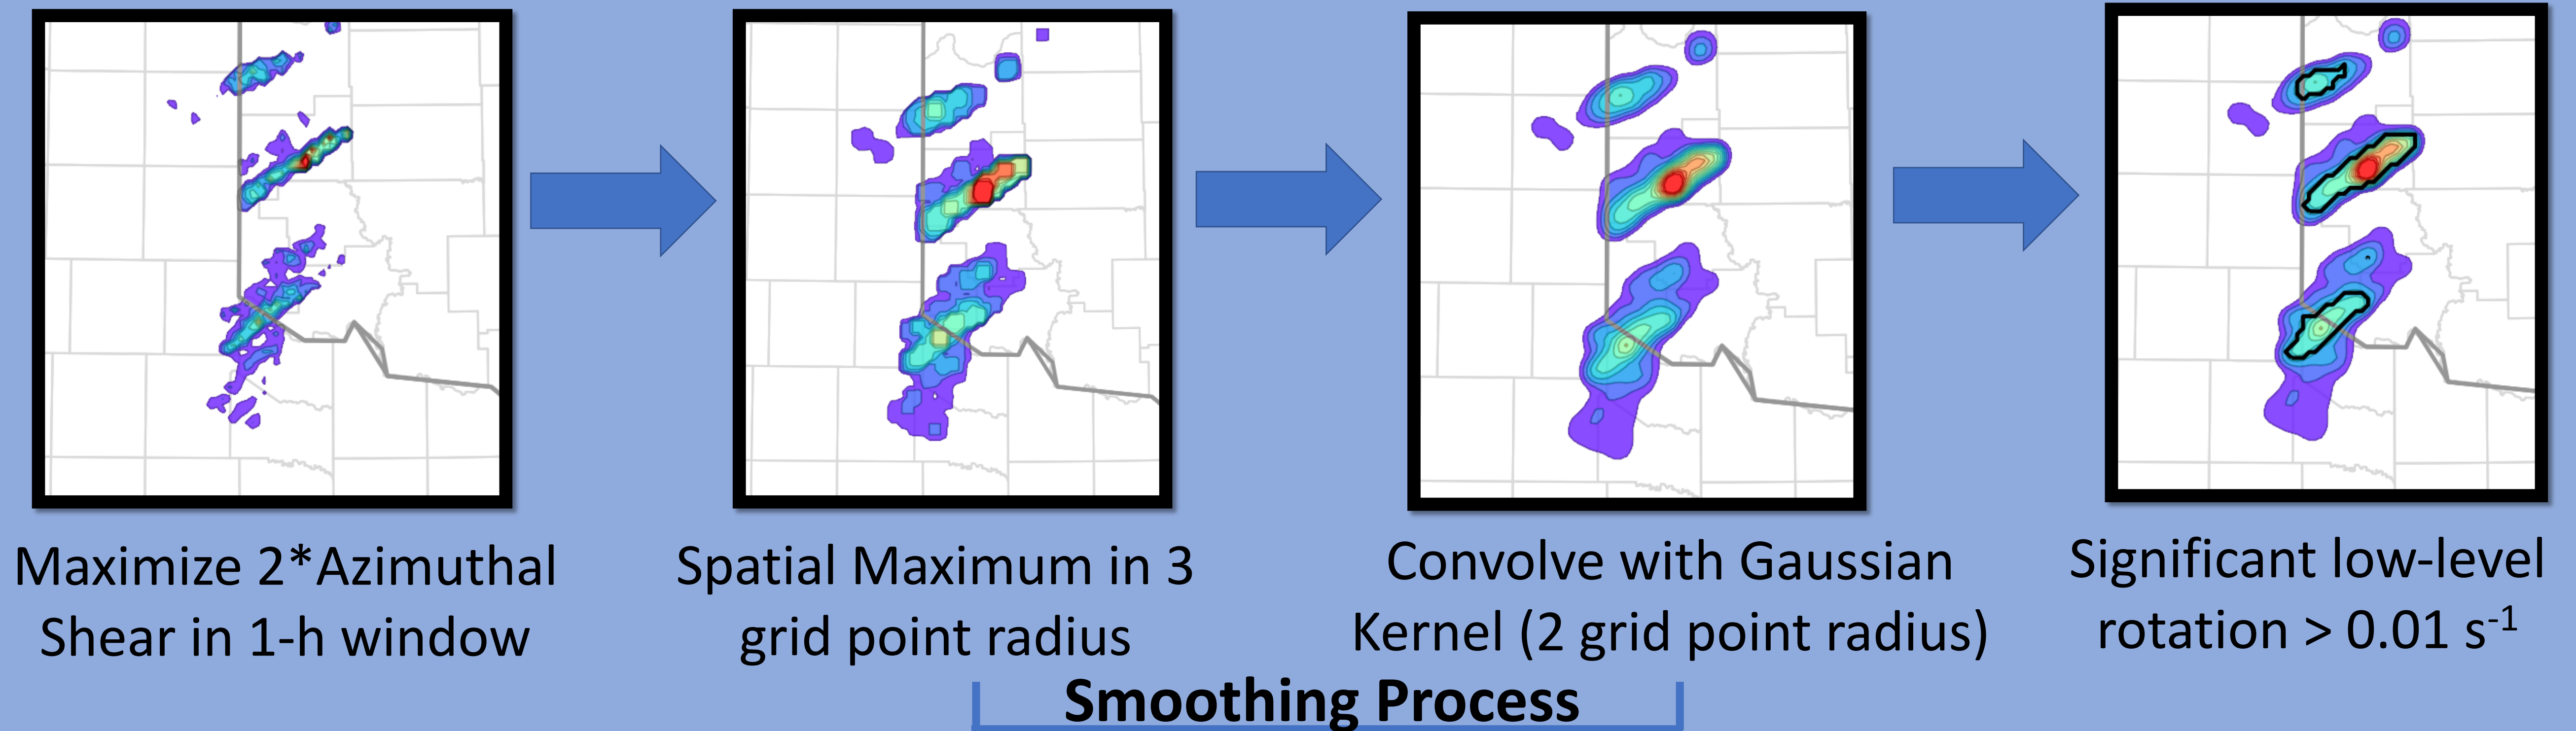 Maximize 2*Azimuthal
Shear in 1-h window
Spatial Maximum in 3
grid point radius
Convolve with Gaussian
Kernel (2 grid point radius)
Significant low-level
rotation > 0.01 s⁻¹
Smoothing Process